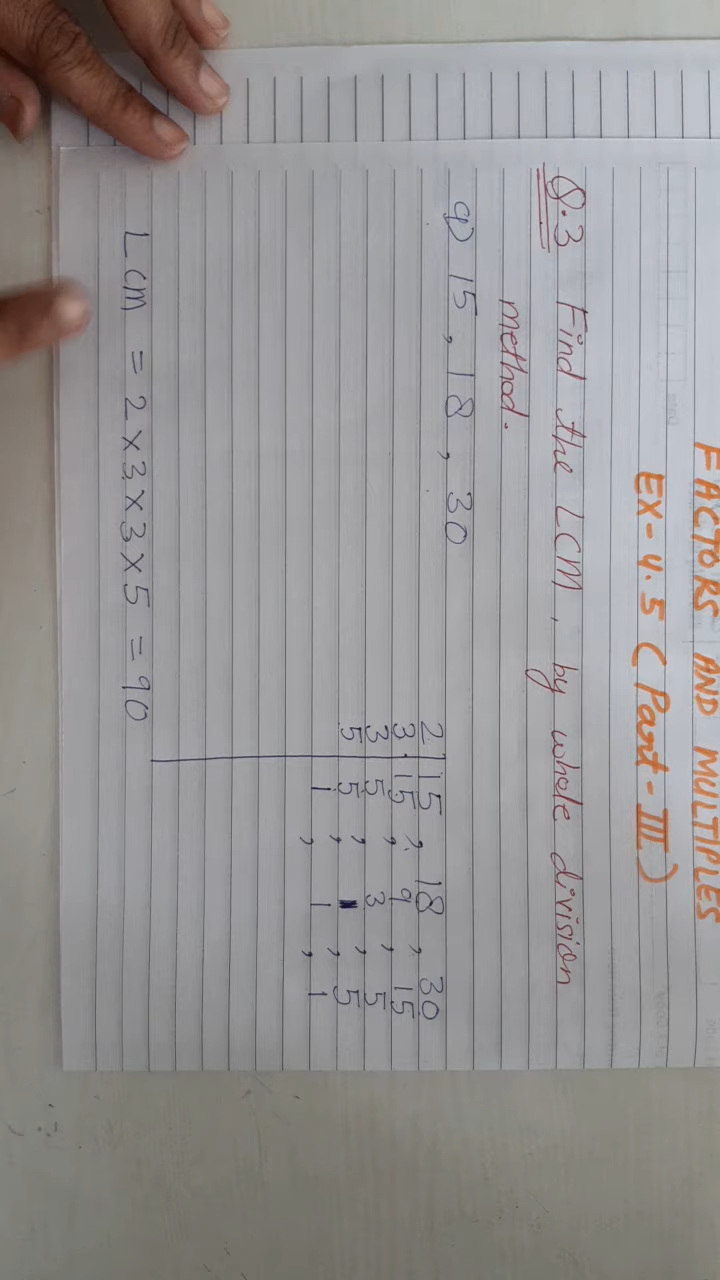 FACTORS AND MULTIPLES
EX-4.5 (Part-III)
Q.3 Find the LCM, by whole division
method.
a) 15, 18, 30
2 15, 18, 30
3 15, 9, 15
3 5, 3, 5
5 5, 1, 5
1, 1, 1
LCM = 2×3×3×5 = 90